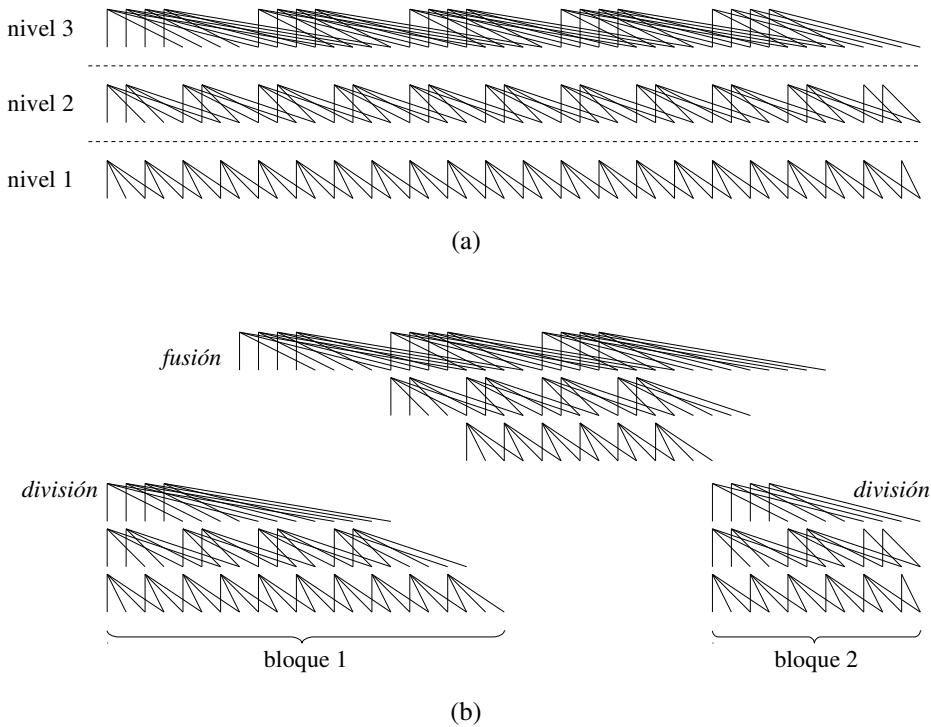 nivel 3
nivel 2
nivel 1
(a)
fusión
división
división
bloque 1
bloque 2
(b)